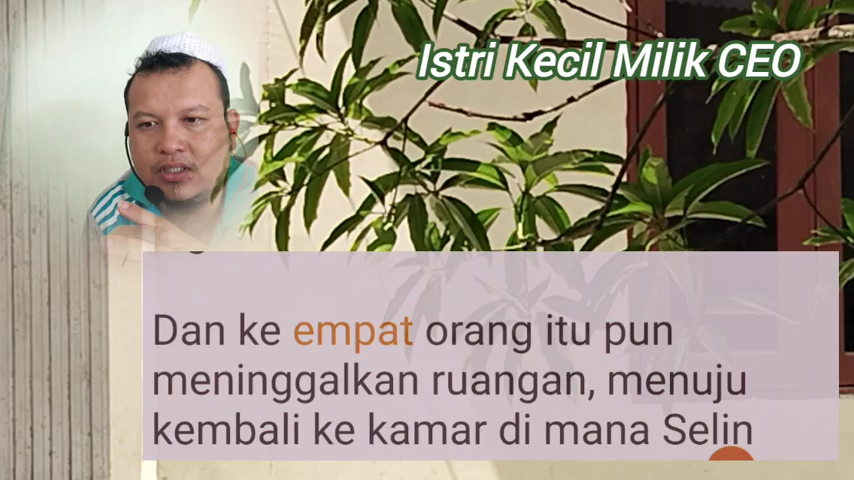 Istri Kecil Milik CEO
Dan ke empat orang itu pun
meninggalkan ruangan, menuju
kembali ke kamar di mana Selin